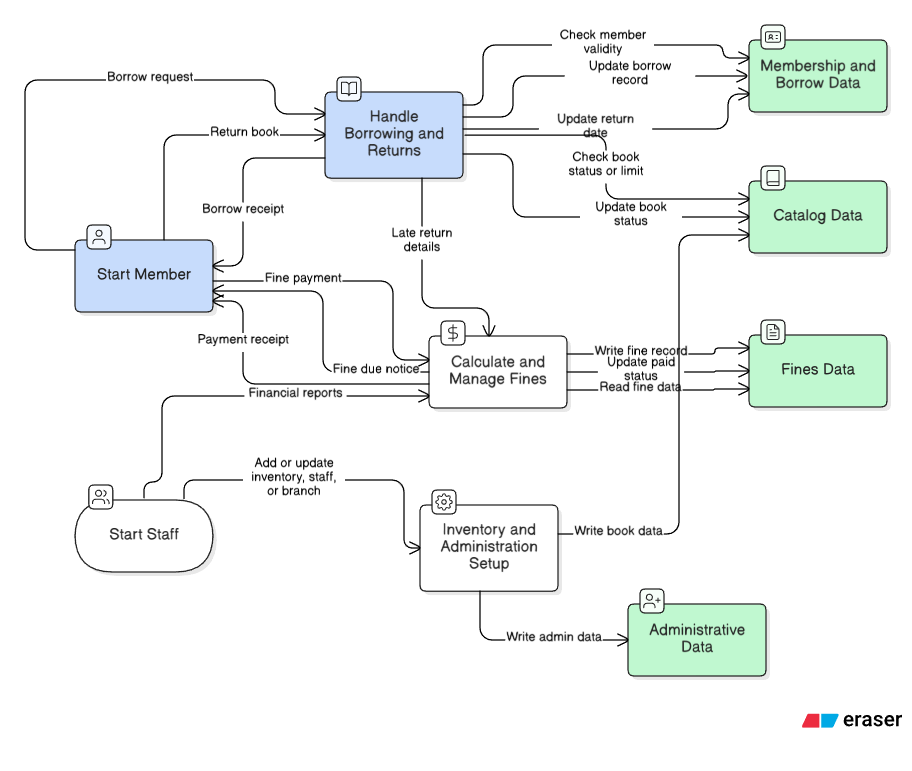 Check member
validity
Membership and
Borrow Data
Update borrow
record
Borrow request
Handle
Borrowing and
Returns
Update return
date
Return book
Check book
status or limit
Borrow receipt
Update book
status
Catalog Data
Late return
details
Start Member
Fine payment
Payment receipt
Fine due notice
Calculate and
Manage Fines
Write fine record
Update paid
status
Read fine data
Fines Data
Financial reports
Add or update
inventory, staff,
or branch
Start Staff
Inventory and
Administration
Setup
Write book data
Write admin data
Administrative
Data
eraser